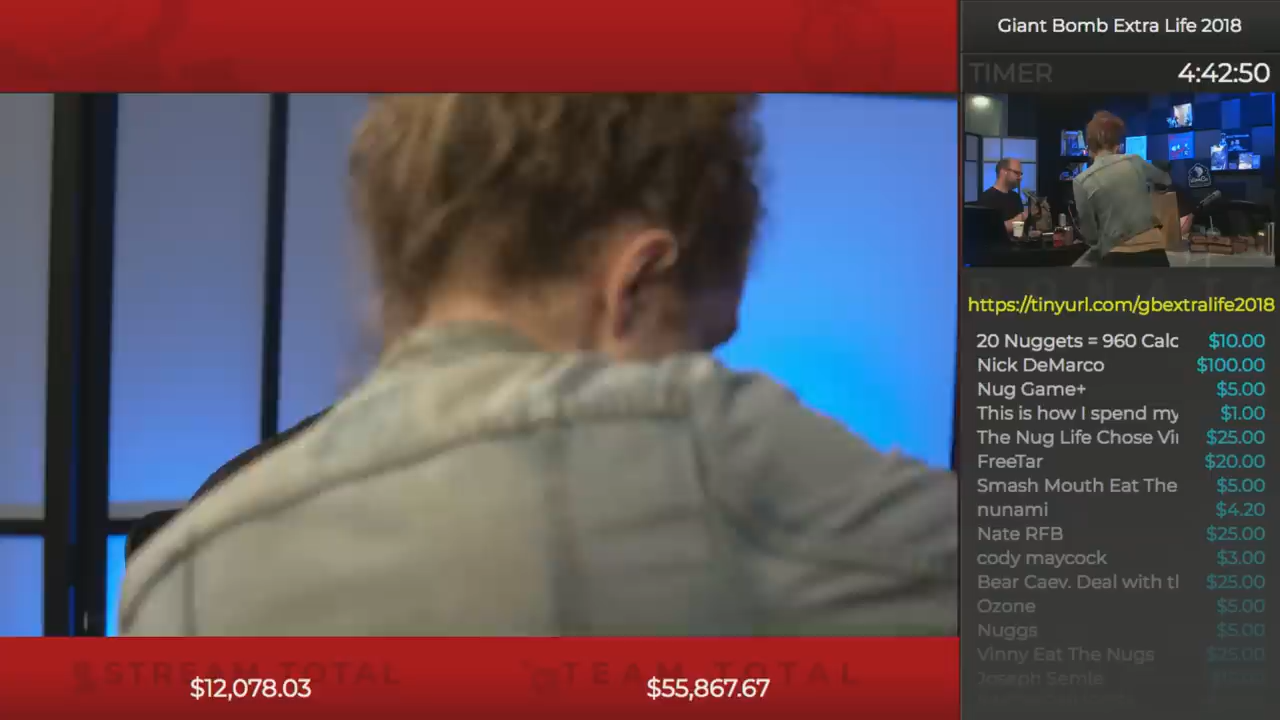 Giant Bomb Extra Life 2018
TIMER 4:42:50
https://tinyurl.com/gbextralife2018
20 Nuggets = 960 Calc $10.00
Nick DeMarco $100.00
Nug Game+ $5.00
This is how I spend my $1.00
The Nug Life Chose Vir $25.00
FreeTar $20.00
Smash Mouth Eat The $5.00
nunami $4.20
Nate RFB $25.00
cody maycock $3.00
Bear Caev. Deal with tl $25.00
Ozone $5.00
Nuggs $5.00
Vinny Eat The Nugs $25.00
Joseph Semle
STREAM TOTAL
$12,078.03
TEAM TOTAL
$55,867.67